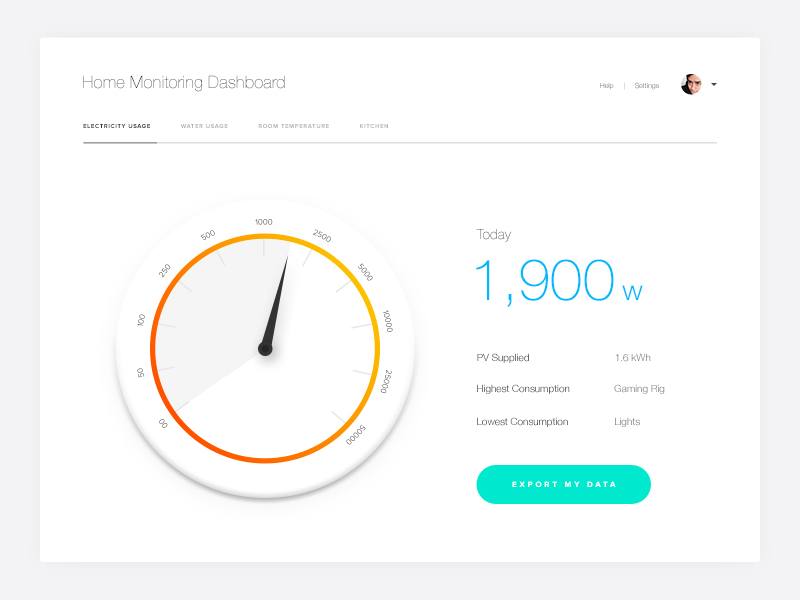 Home Monitoring Dashboard
Help | Settings
ELECTRICITY USAGE WATER USAGE ROOM TEMPERATURE KITCHEN
00
50
100
250
500
1000
2500
5000
10000
25000
50000
Today
1,900 W
PV Supplied 1.6 kWh
Highest Consumption Gaming Rig
Lowest Consumption Lights
EXPORT MY DATA